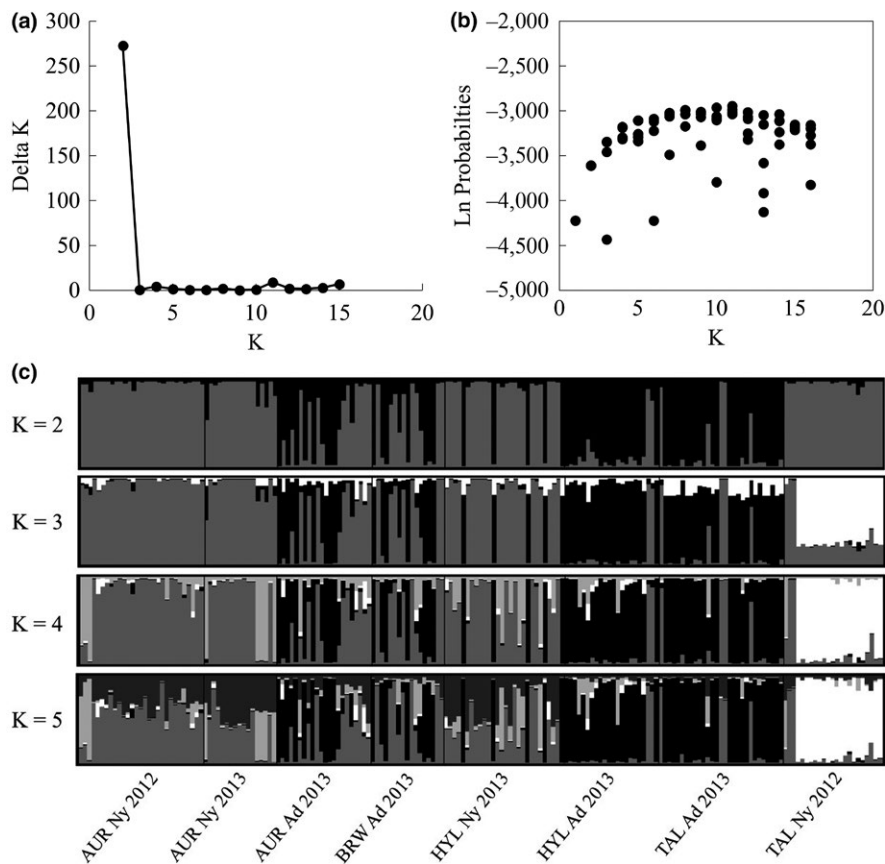 (a)
300
250
200
150
100
50
0
Delta K
0 5 10 15 20
K
(b)
−2,000
−2,500
−3,000
−3,500
−4,000
−4,500
−5,000
Ln Probabilties
0 5 10 15 20
K
(c)
K = 2
K = 3
K = 4
K = 5
AUR Ny 2012
AUR Ny 2013
AUR Ad 2013
BRW Ad 2013
HYL Ny 2013
HYL Ad 2013
TAL Ad 2013
TAL Ny 2012